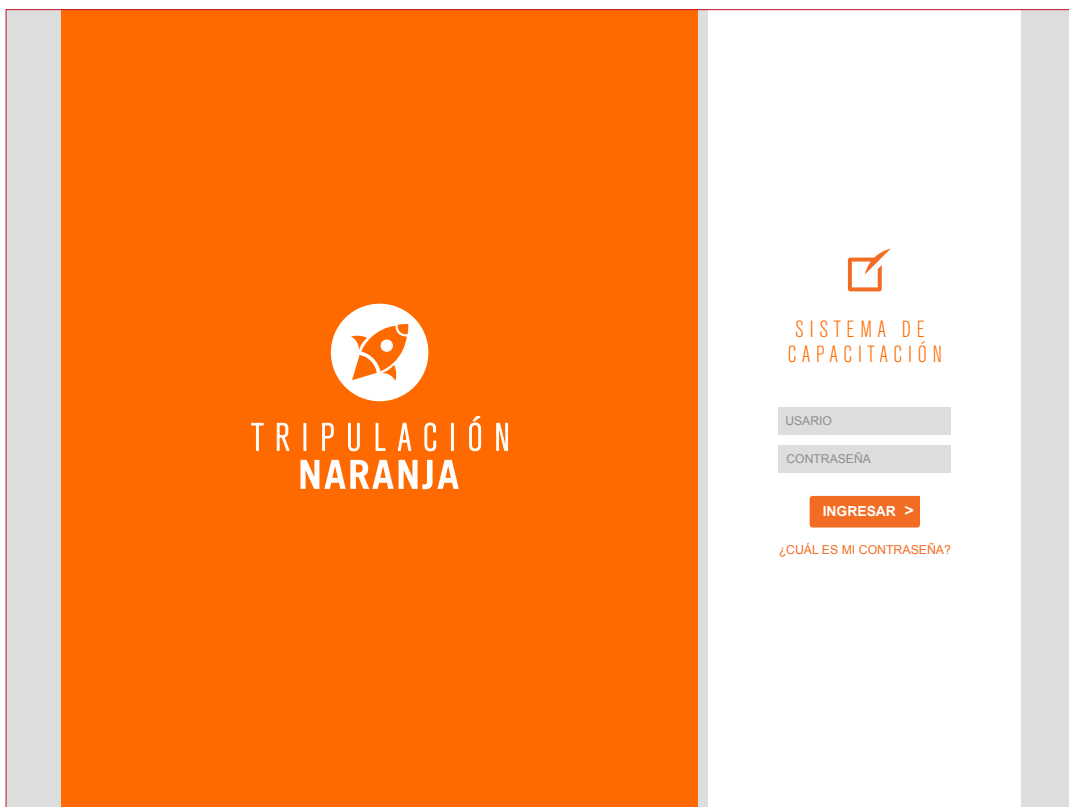 TRIPULACIÓN
NARANJA
SISTEMA DE
CAPACITACIÓN
USARIO
CONTRASEÑA
INGRESAR >
¿CUÁL ES MI CONTRASEÑA?